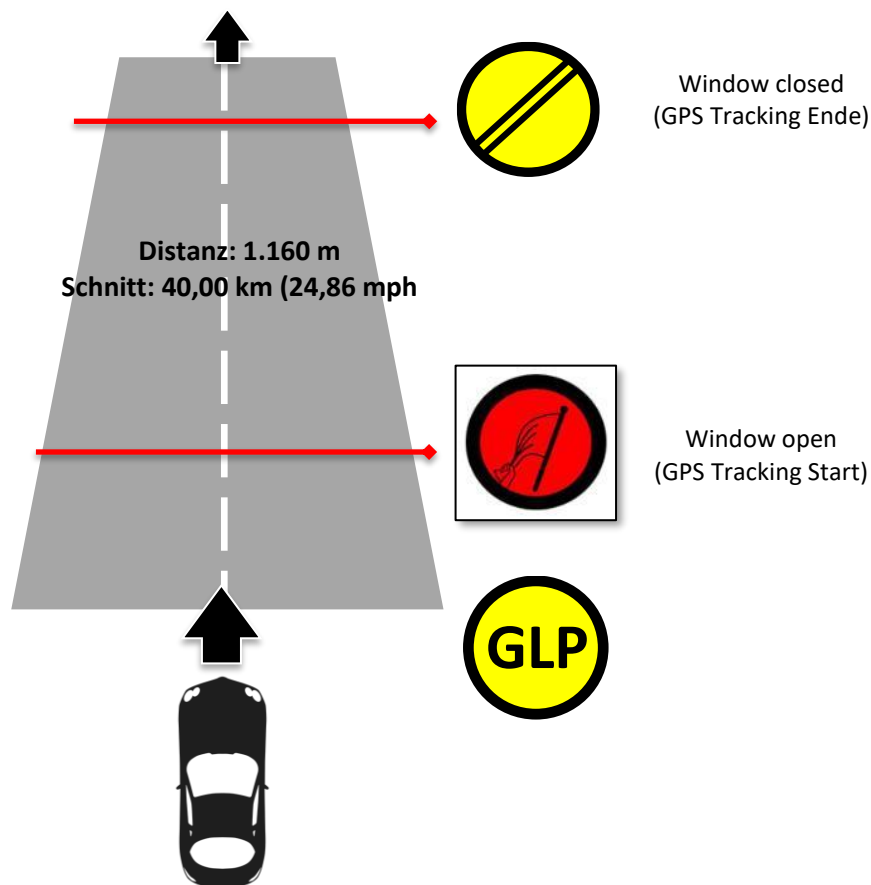 Window closed
(GPS Tracking Ende)
Distanz: 1.160 m
Schnitt: 40,00 km (24,86 mph
Window open
(GPS Tracking Start)
GLP